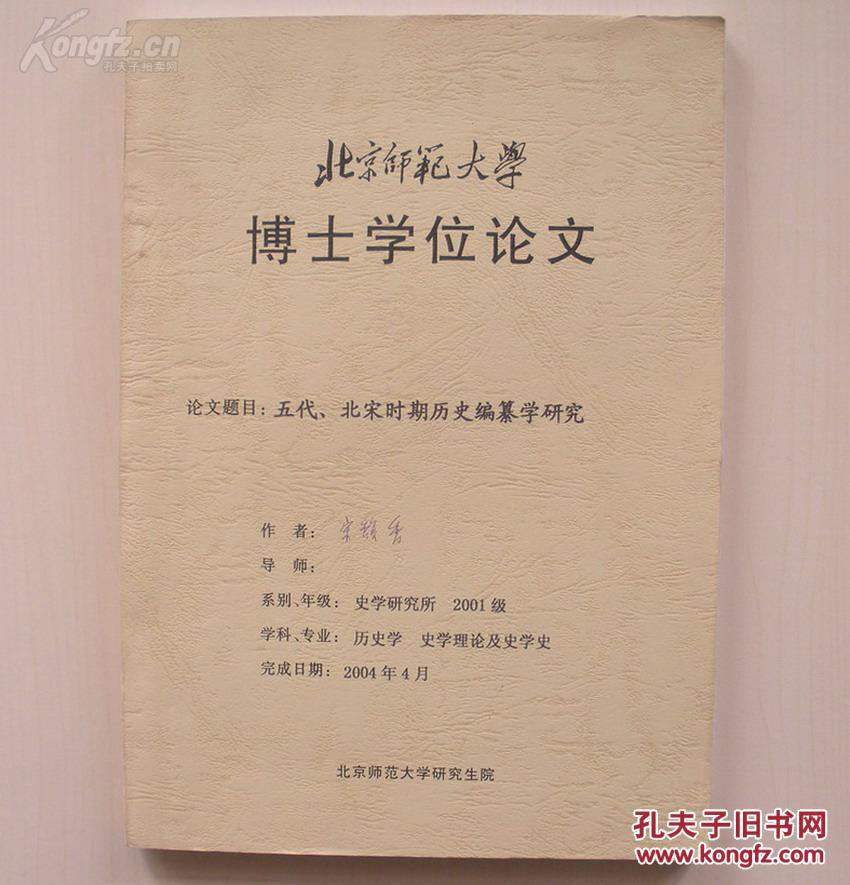 Kongfz.cn
孔夫子拍卖网
北京師範大學
博士学位论文
论文题目：五代、北宋时期历史编纂学研究
作 者：宋
导 师：
系别、年级： 史学研究所 2001级
学科、专业： 历史学 史学理论及史学史
完成日期： 2004年4月
北京师范大学研究生院
孔夫子旧书网
www.kongfz.com